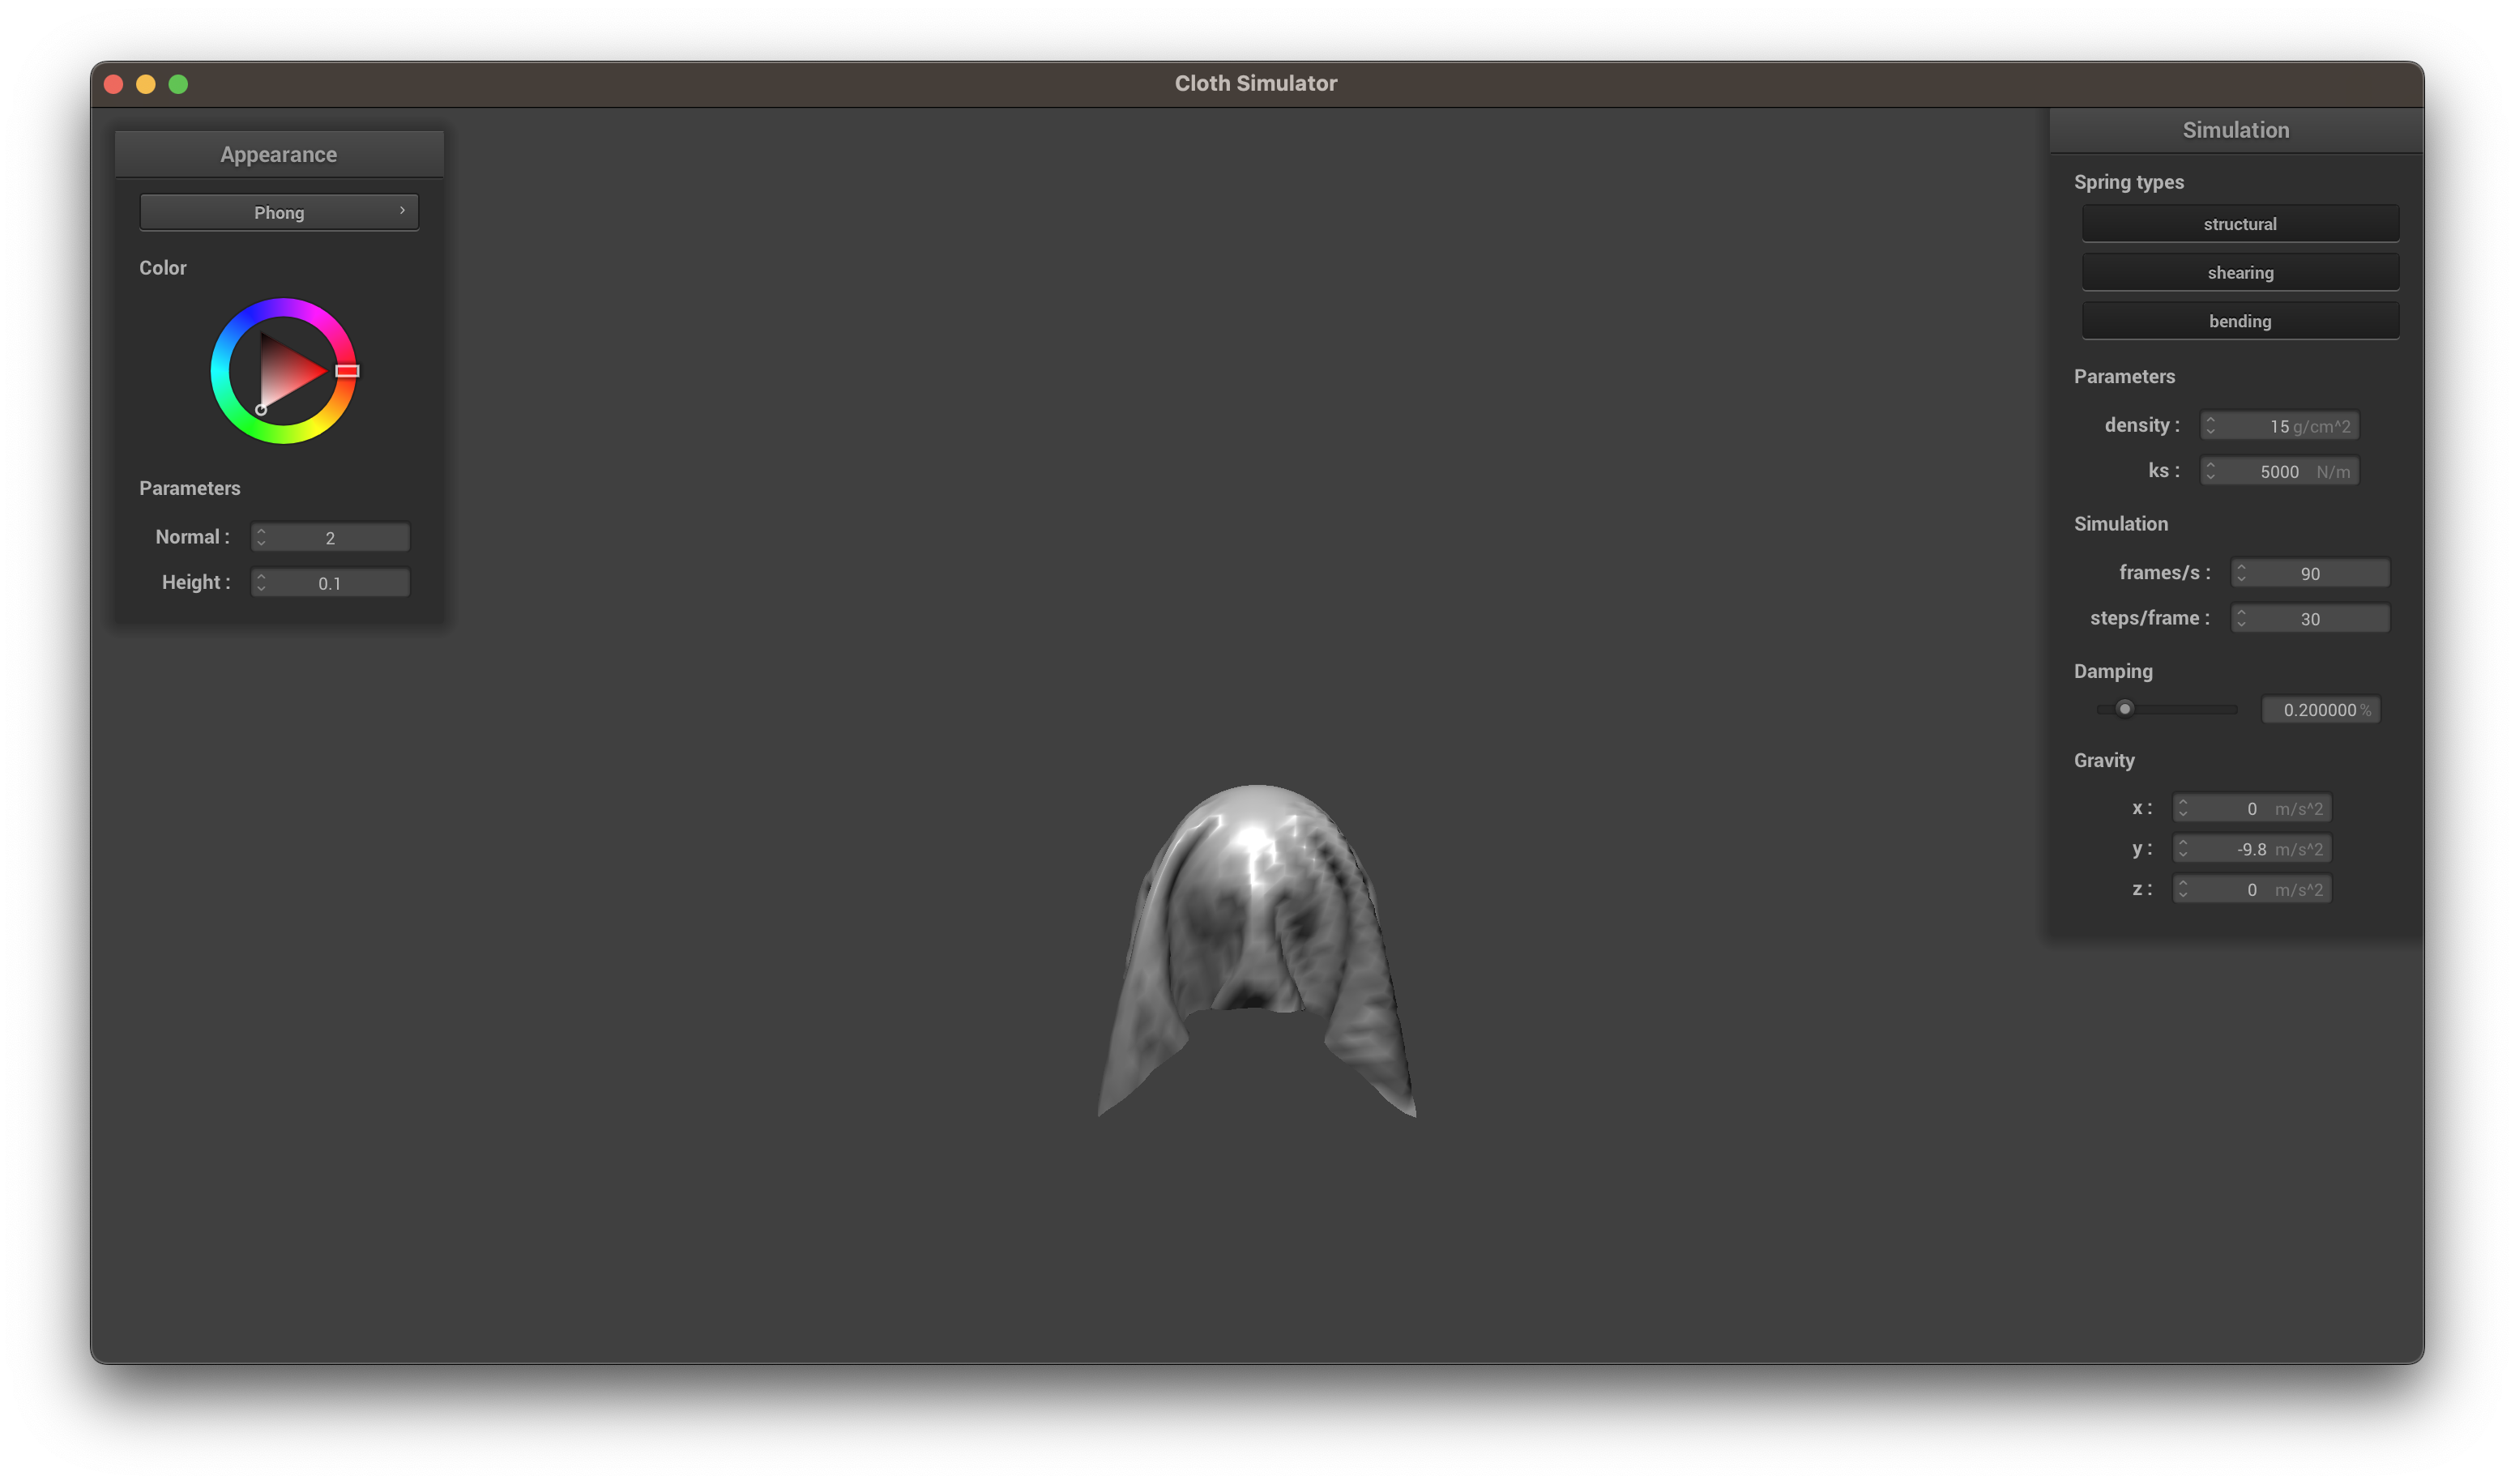 Cloth Simulator
Appearance
Phong
Color
Parameters
Normal : 2
Height : 0.1
Simulation
Spring types
structural
shearing
bending
Parameters
density : 15 g/cm^2
ks : 5000 N/m
Simulation
frames/s : 90
steps/frame : 30
Damping
0.200000 %
Gravity
x : 0 m/s^2
y : -9.8 m/s^2
z : 0 m/s^2